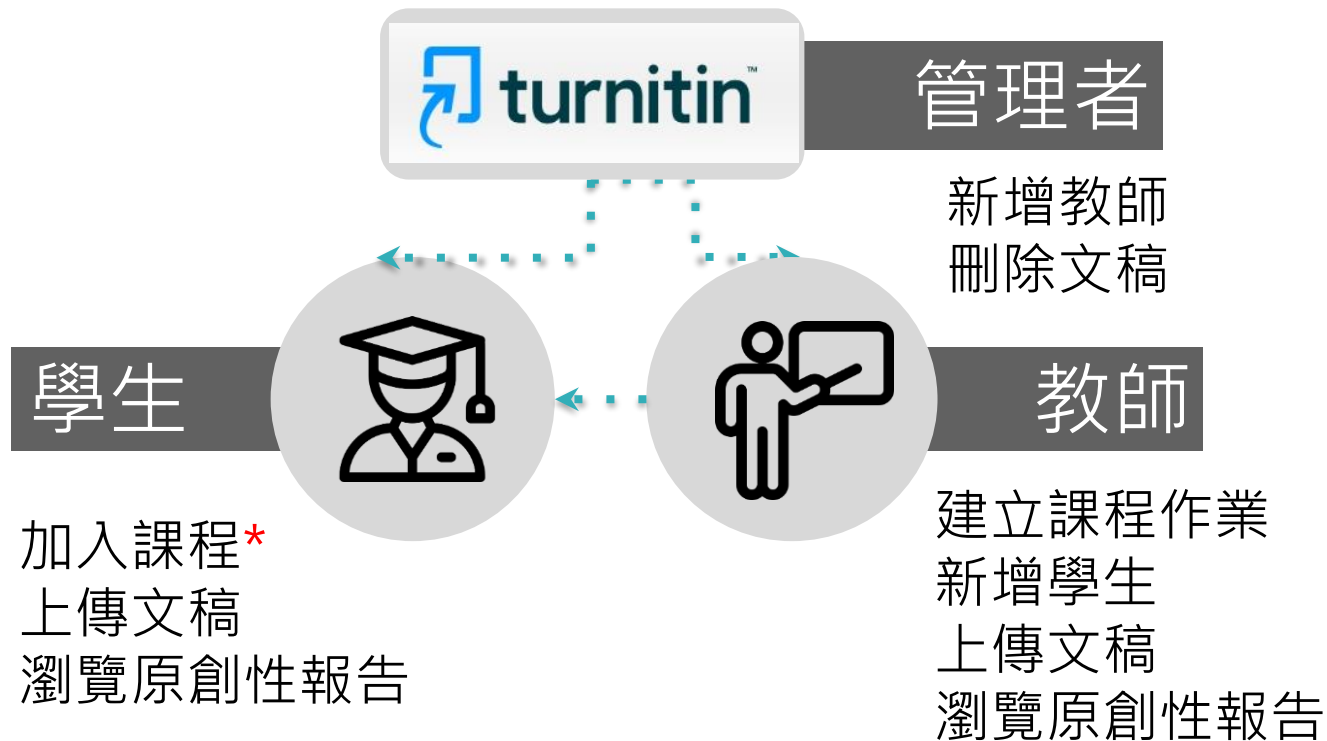 turnitin™
管理者
新增教師
刪除文稿
學生
教師
加入課程*
上傳文稿
瀏覽原創性報告
建立課程作業
新增學生
上傳文稿
瀏覽原創性報告